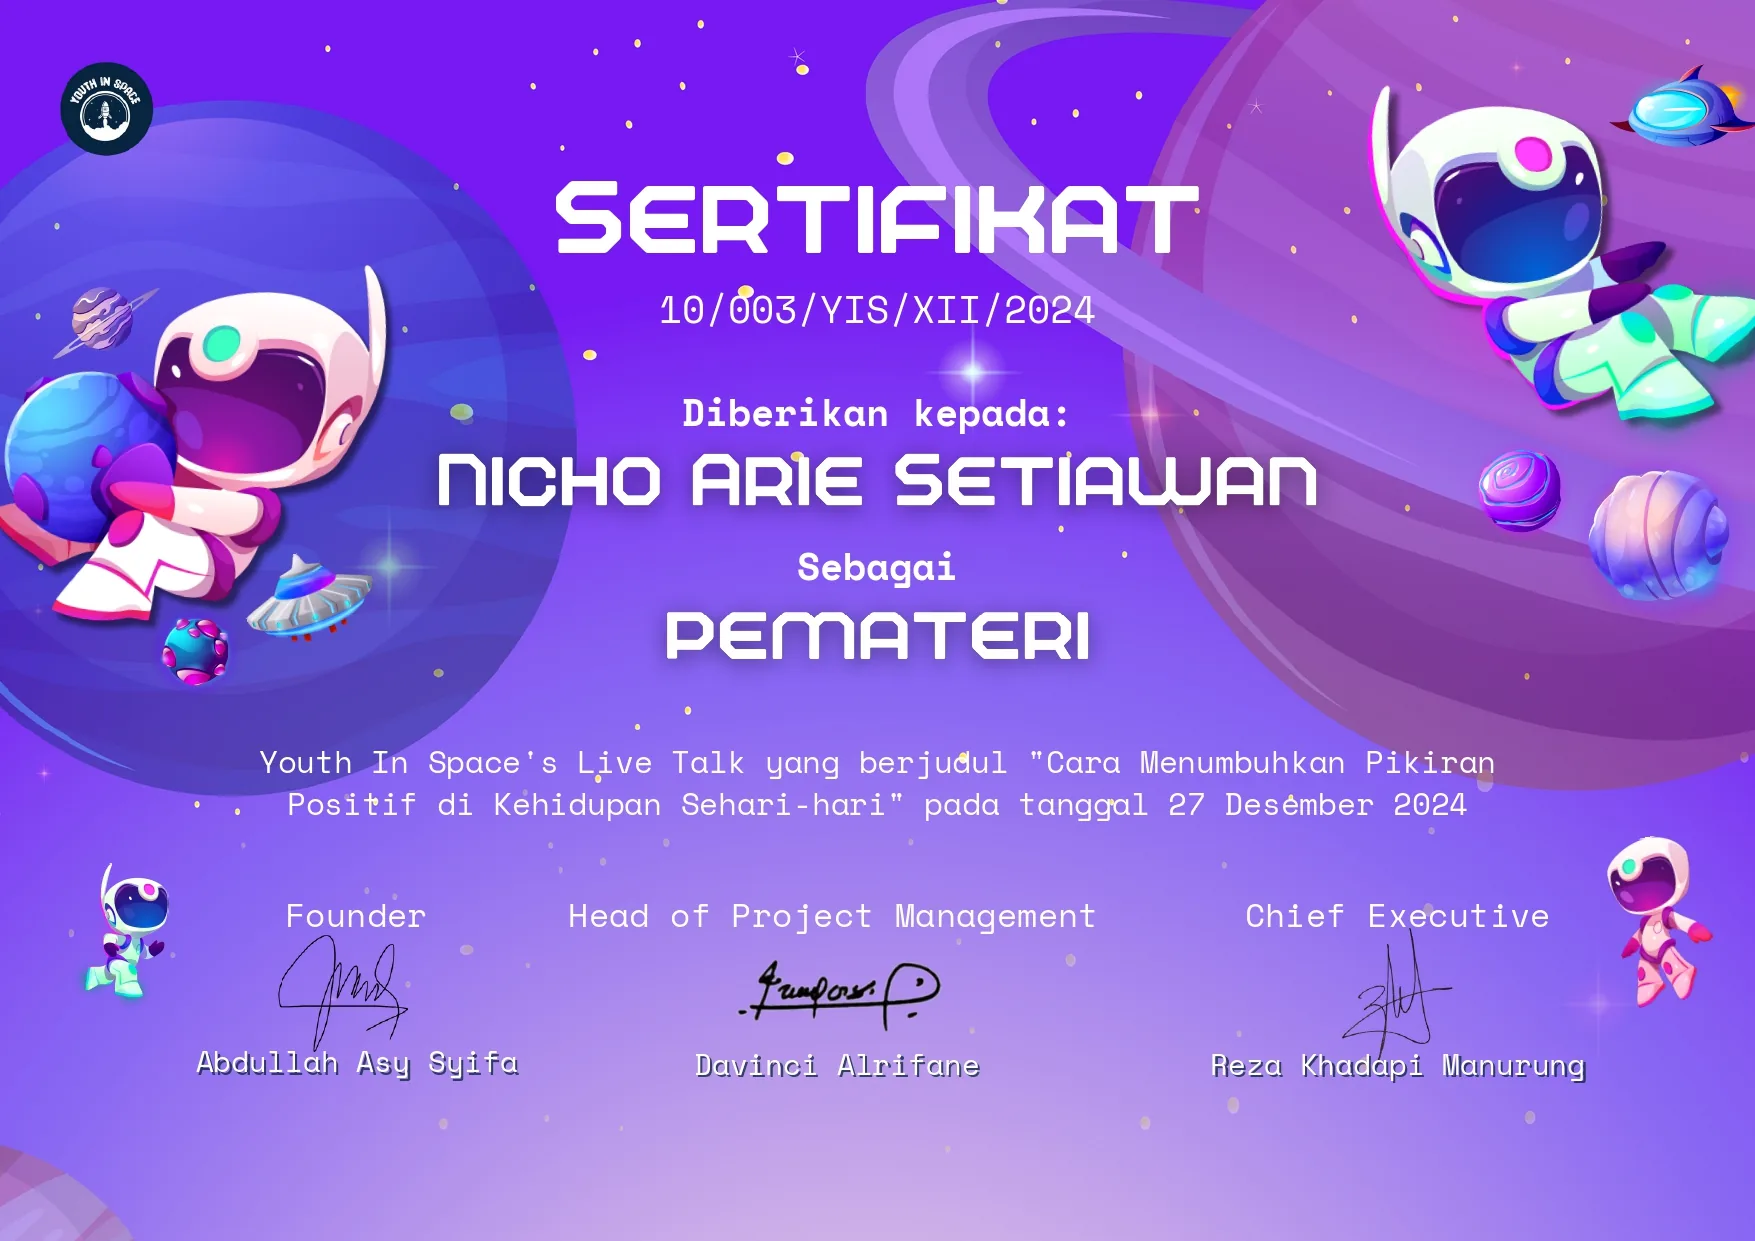 YOUTH IN SPACE
SERTIFIKAT
10/003/YIS/XII/2024
Diberikan kepada:
NICHO ARIE SETIAWAN
Sebagai
PEMATERI
Youth In Space's Live Talk yang berjudul "Cara Menumbuhkan Pikiran
Positif di Kehidupan Sehari-hari" pada tanggal 27 Desember 2024
Founder
Head of Project Management
Chief Executive
Abdullah Asy Syifa
Davinci Alrifane
Reza Khadapi Manurung